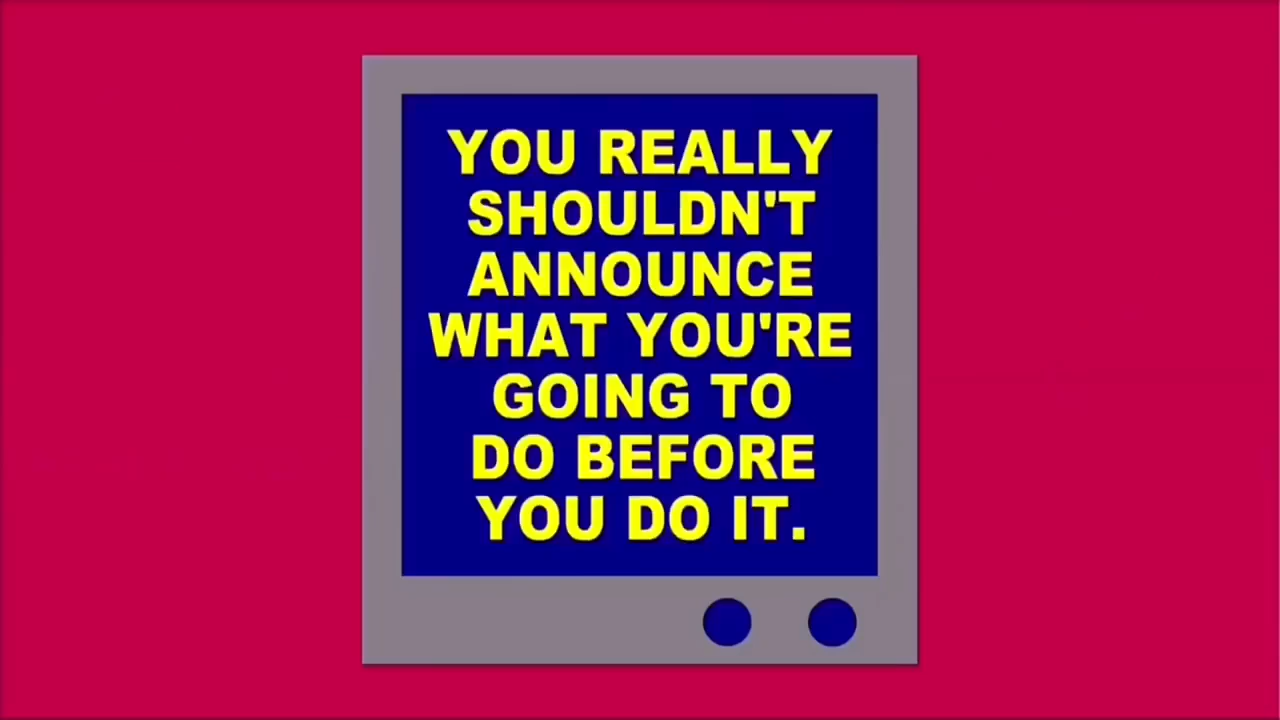 YOU REALLY
SHOULDN'T
ANNOUNCE
WHAT YOU'RE
GOING TO
DO BEFORE
YOU DO IT.